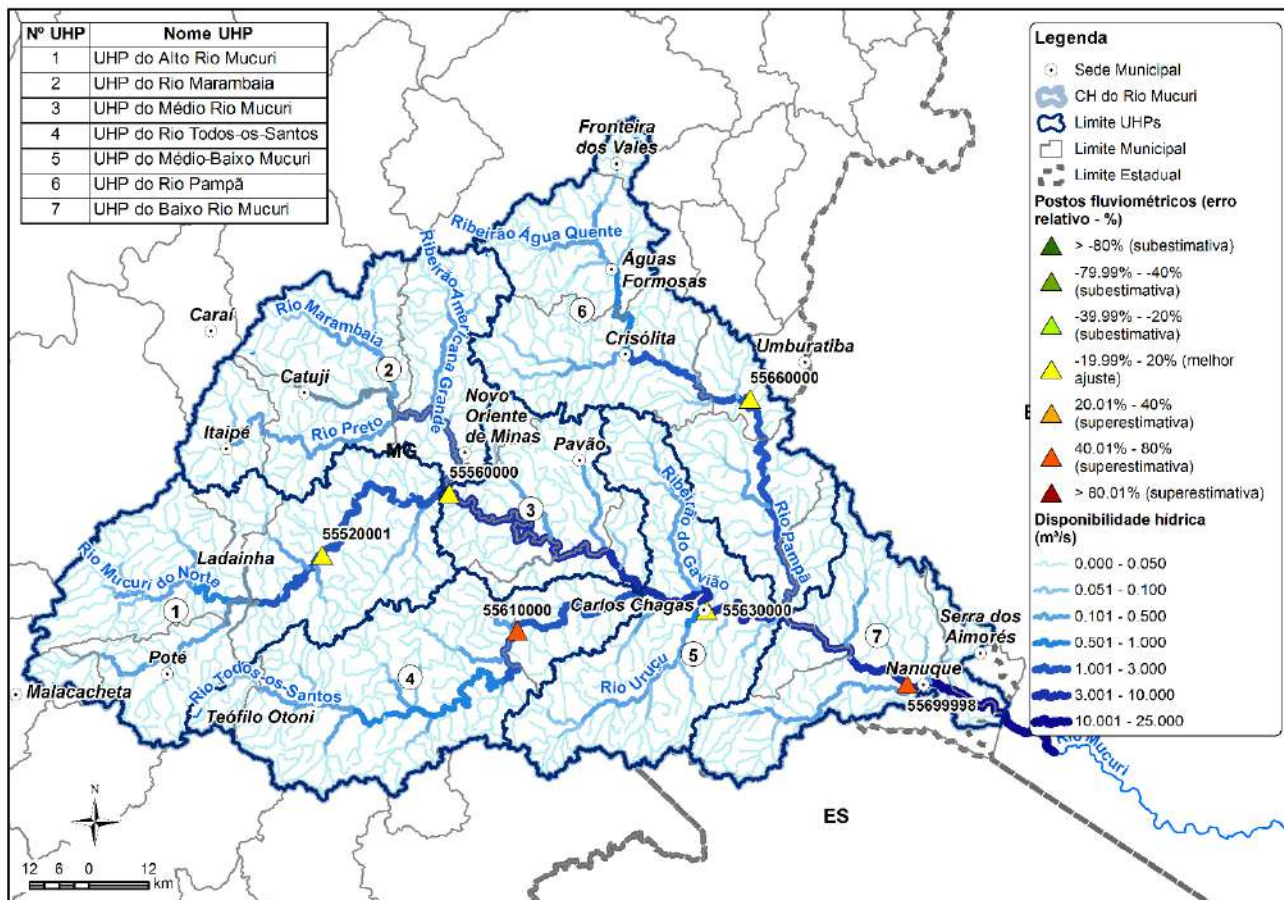 Nº UHP Nome UHP
1 UHP do Alto Rio Mucuri
2 UHP do Rio Marambaia
3 UHP do Médio Rio Mucuri
4 UHP do Rio Todos-os-Santos
5 UHP do Médio-Baixo Mucuri
6 UHP do Rio Pampã
7 UHP do Baixo Rio Mucuri
Fronteira
dos Vales
Ribeirão Água Quente
Águas
Formosas
6
Crisólita
Umburatiba
55660000
Ribeirão Americana Grande
Caraí
Rio Marambaia
2
Catuji
Novo
Oriente
de Minas
Pavão
Itaipé
Rio Preto
MG
55560000
3
Ribeirão do Gavião
Rio Pampã
55520001
Ladainha
Rio Mucuri do Norte
1
55610000
Carlos Chagas
55630000
7
Serra dos
Aimorés
Poté
Malacacheta
Rio Todos-os-Santos
4
Teófilo Otoni
Rio Uruçu
5
Nanuque
55699998
Rio Mucuri
ES
N
12 6 0 12
km
Legenda
Sede Municipal
CH do Rio Mucuri
Limite UHPs
Limite Municipal
Limite Estadual
Postos fluviométricos (erro
relativo - %)
> -80% (subestimativa)
-79.99% - -40%
(subestimativa)
-39.99% - -20%
(subestimativa)
-19.99% - 20% (melhor
ajuste)
20.01% - 40%
(superestimativa)
40.01% - 80%
(superestimativa)
> 80.01% (superestimativa)
Disponibilidade hídrica
(m³/s)
0.000 - 0.050
0.051 - 0.100
0.101 - 0.500
0.501 - 1.000
1.001 - 3.000
3.001 - 10.000
10.001 - 25.000